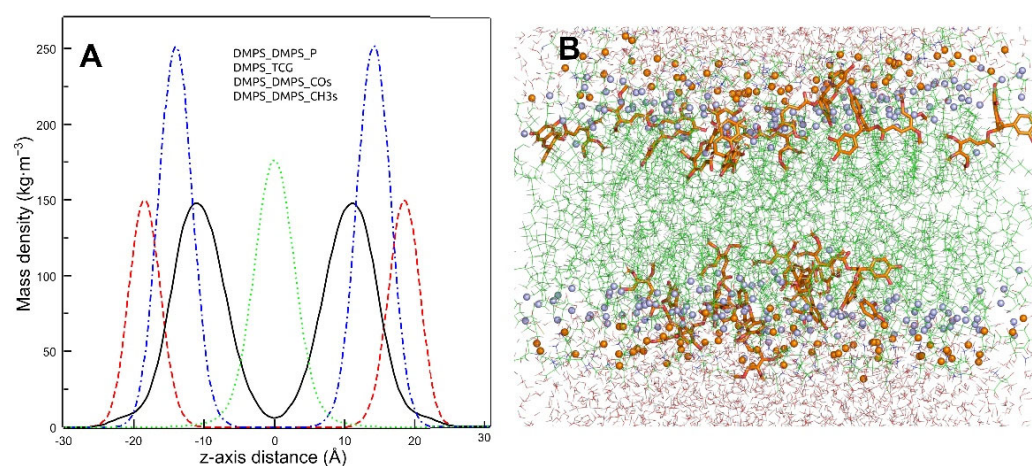 A
DMPS_DMPS_P
DMPS_TCG
DMPS_DMPS_COs
DMPS_DMPS_CH3s
Mass density (kg·m⁻³)
250
200
150
100
50
0
-30
-20
-10
0
10
20
30
z-axis distance (Å)
B